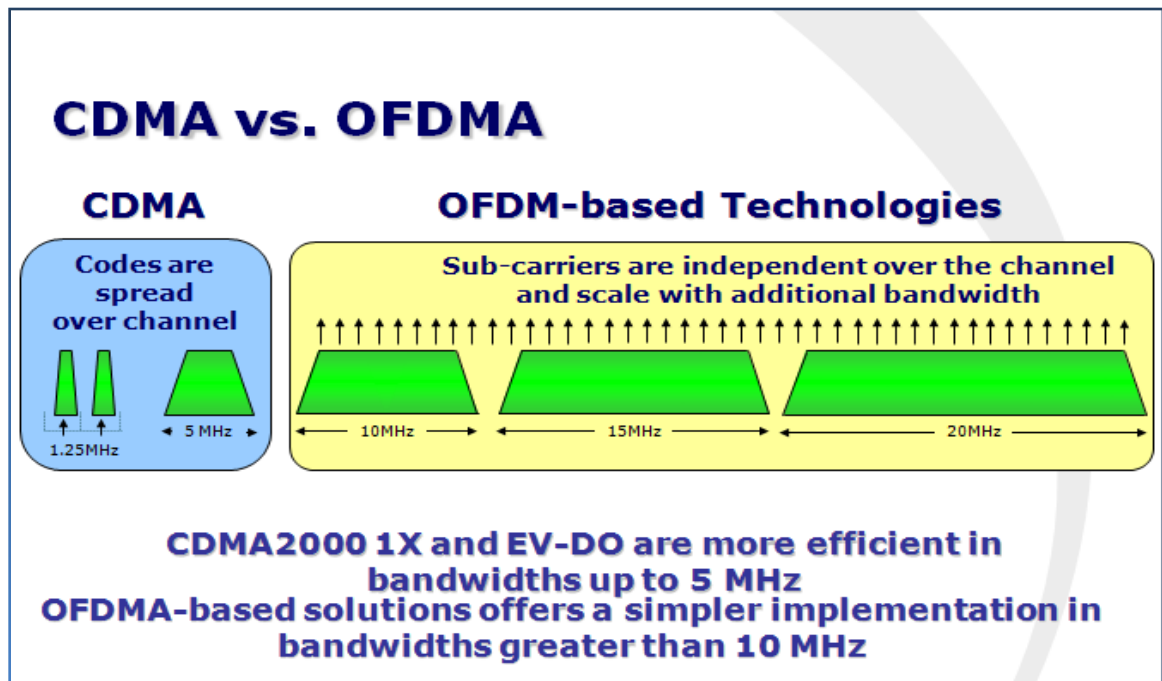 CDMA vs. OFDMA
CDMA
OFDM-based Technologies
Codes are
spread
over channel
1.25MHz
5 MHz
Sub-carriers are independent over the channel
and scale with additional bandwidth
10MHz
15MHz
20MHz
CDMA2000 1X and EV-DO are more efficient in
bandwidths up to 5 MHz
OFDMA-based solutions offers a simpler implementation in
bandwidths greater than 10 MHz